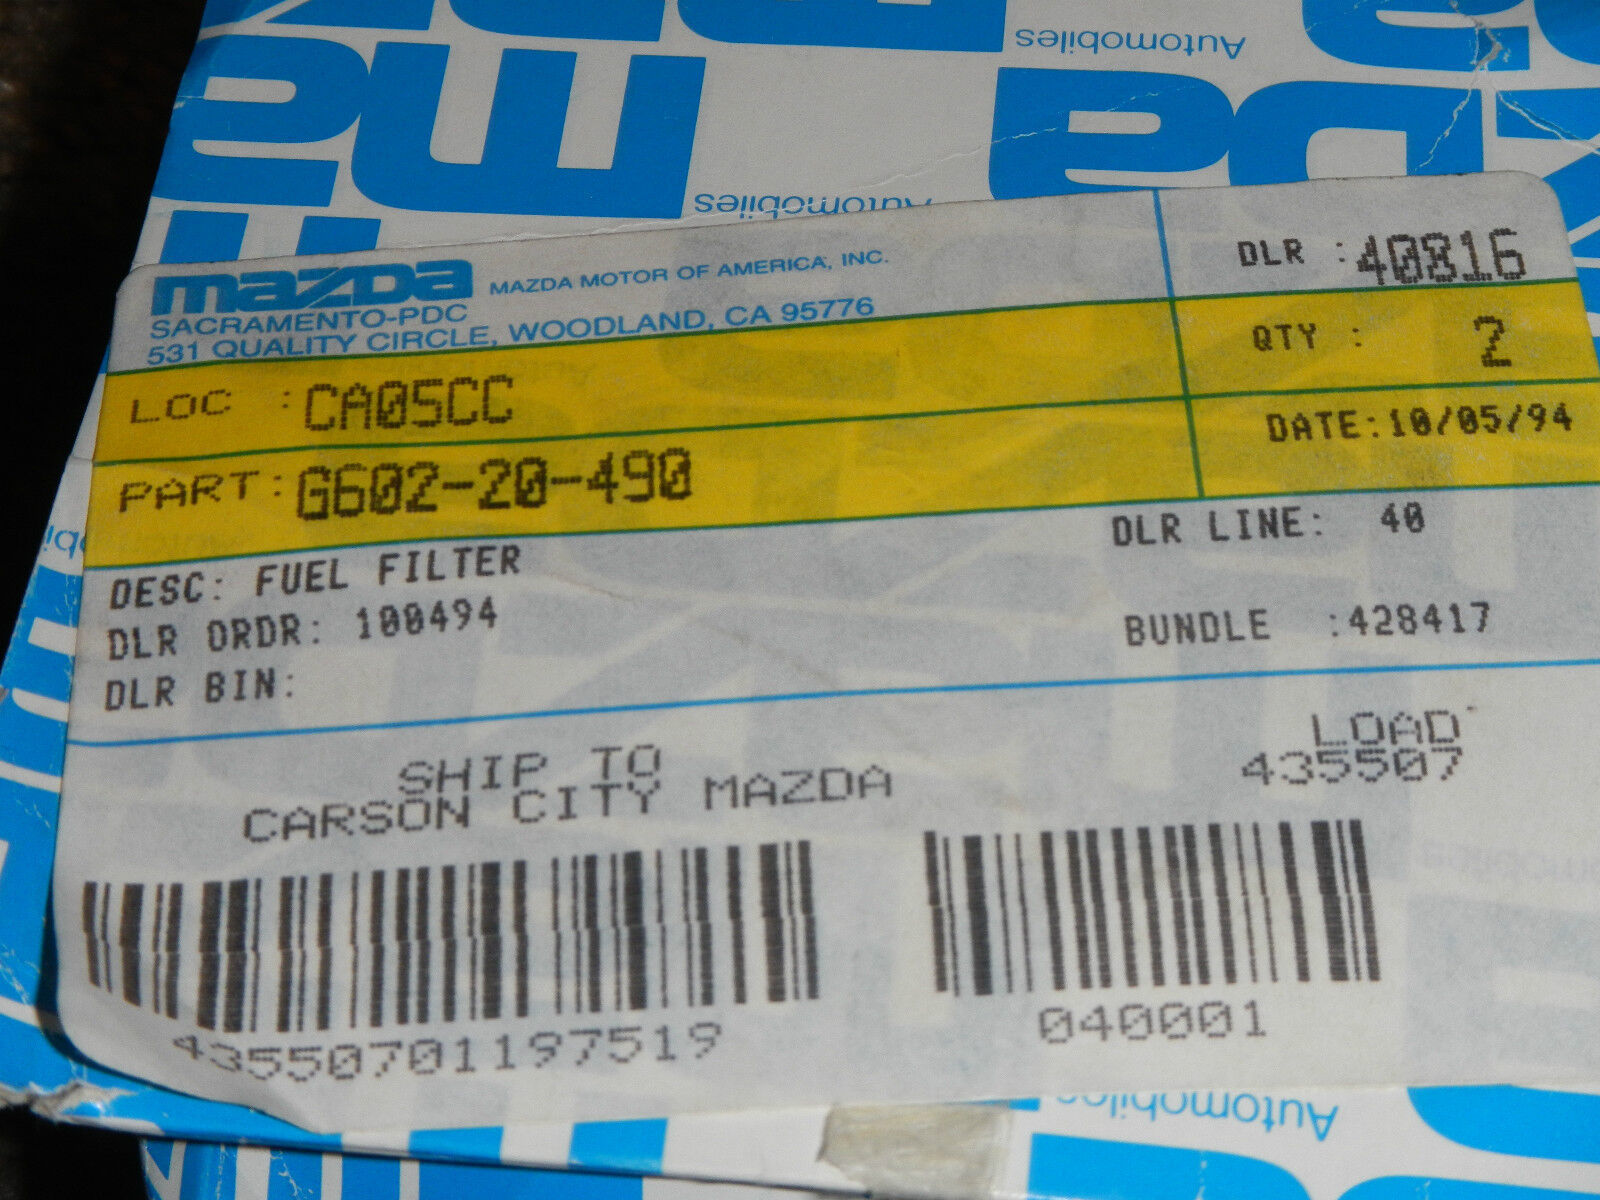 Automobiles
Automobiles
mazda MAZDA MOTOR OF AMERICA, INC.
SACRAMENTO-PDC
531 QUALITY CIRCLE, WOODLAND, CA 95776
DLR : 40816
LOC : CA05CC
QTY : 2
PART: G602-20-490
DATE: 10/05/94
DESC: FUEL FILTER
DLR LINE: 40
DLR ORDR: 100494
BUNDLE : 428417
DLR BIN:
SHIP TO
CARSON CITY MAZDA
LOAD
435507
43550701197519
040001
Automobiles